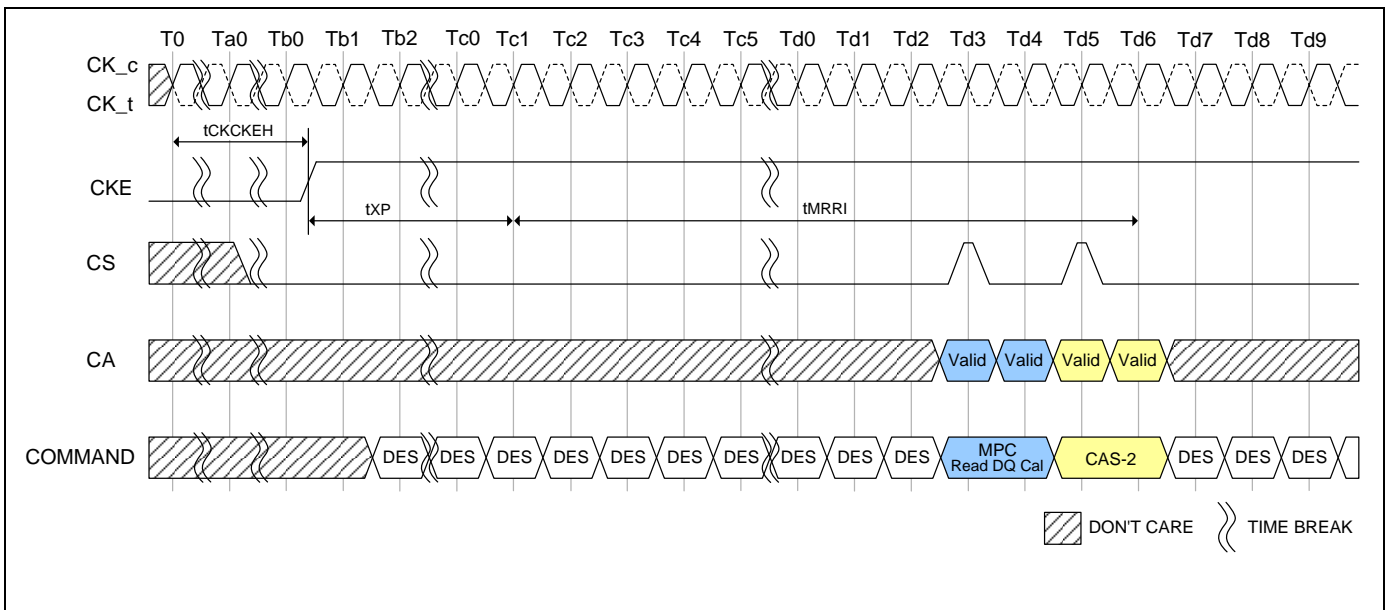 T0 Ta0 Tb0 Tb1 Tb2 Tc0 Tc1 Tc2 Tc3 Tc4 Tc5 Td0 Td1 Td2 Td3 Td4 Td5 Td6 Td7 Td8 Td9
CK_c
CK_t
tCKCKEH
CKE
tXP tMRRI
CS
CA Valid Valid Valid Valid
COMMAND DES DES DES DES DES DES DES DES DES MPC Read DQ Cal CAS-2 DES DES DES
DON'T CARE TIME BREAK